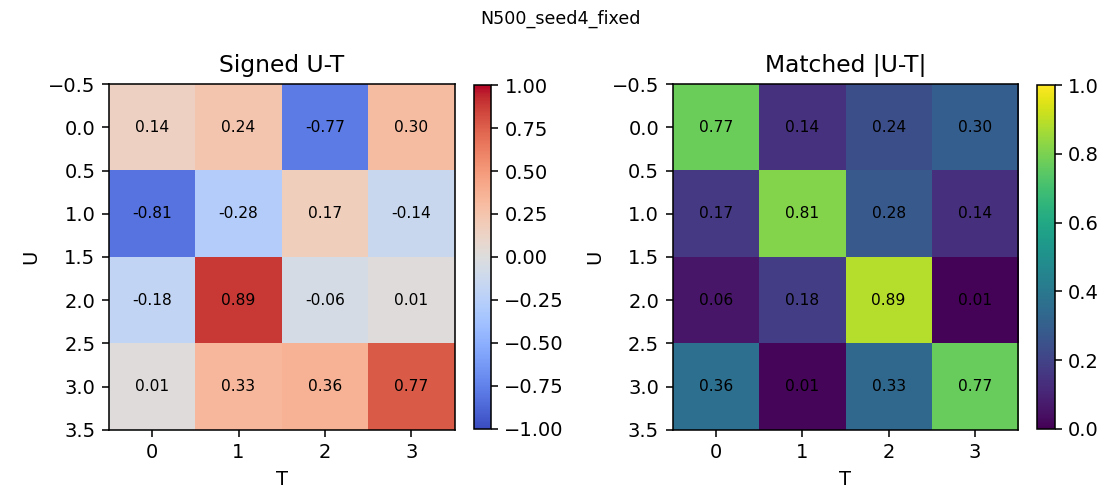 N500_seed4_fixed
Signed U-T
Matched |U-T|
−0.5
0.0
0.5
1.0
1.5
2.0
2.5
3.0
3.5
U
0.14 0.24 -0.77 0.30
-0.81 -0.28 0.17 -0.14
-0.18 0.89 -0.06 0.01
0.01 0.33 0.36 0.77
0 1 2 3
T
1.00
0.75
0.50
0.25
0.00
−0.25
−0.50
−0.75
−1.00
−0.5
0.0
0.5
1.0
1.5
2.0
2.5
3.0
3.5
U
0.77 0.14 0.24 0.30
0.17 0.81 0.28 0.14
0.06 0.18 0.89 0.01
0.36 0.01 0.33 0.77
0 1 2 3
T
1.0
0.8
0.6
0.4
0.2
0.0